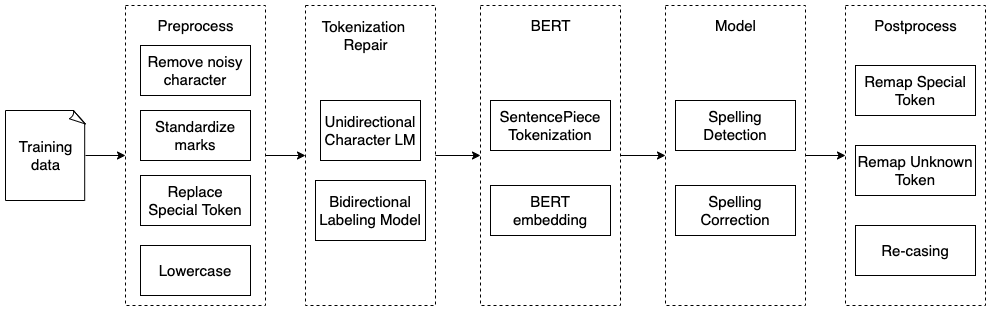 Training
data
Preprocess
Remove noisy
character
Standardize
marks
Replace
Special Token
Lowercase
Tokenization
Repair
Unidirectional
Character LM
Bidirectional
Labeling Model
BERT
SentencePiece
Tokenization
BERT
embedding
Model
Spelling
Detection
Spelling
Correction
Postprocess
Remap Special
Token
Remap Unknown
Token
Re-casing